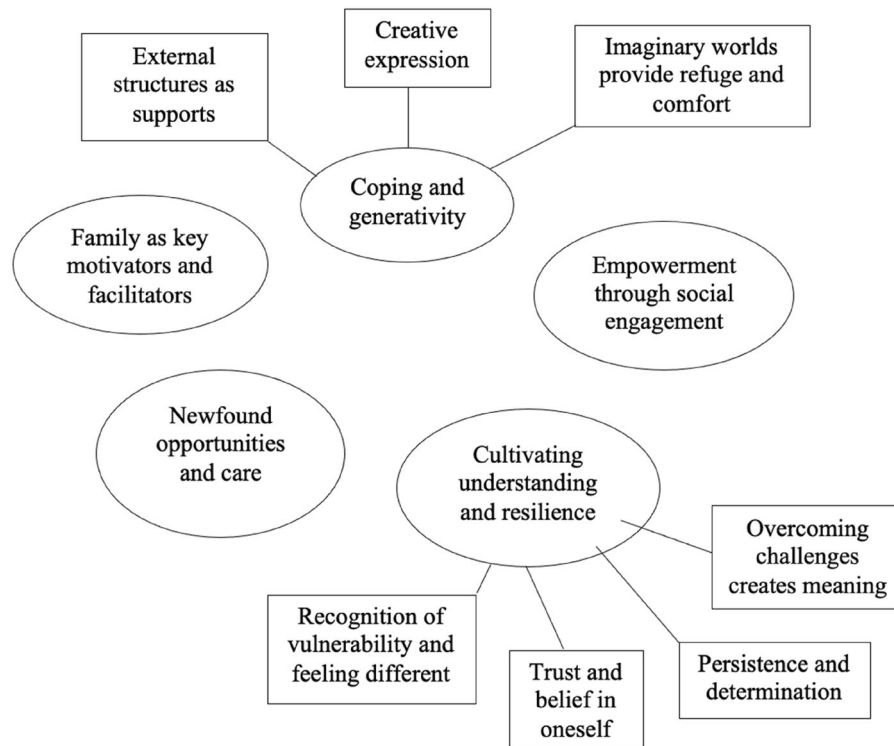 External
structures as
supports
Creative
expression
Imaginary worlds
provide refuge and
comfort
Coping and
generativity
Family as key
motivators and
facilitators
Empowerment
through social
engagement
Newfound
opportunities
and care
Cultivating
understanding
and resilience
Overcoming
challenges
creates meaning
Recognition of
vulnerability and
feeling different
Trust and
belief in
oneself
Persistence and
determination